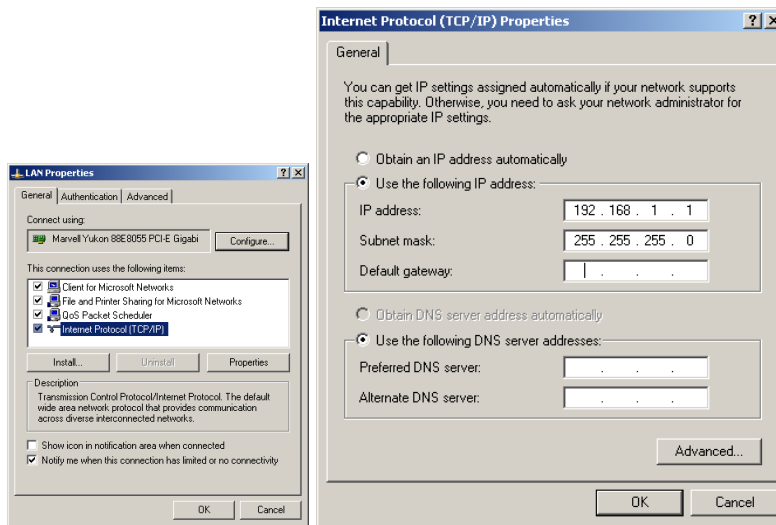 LAN Properties
General
Authentication
Advanced
Connect using:
Marvell Yukon 88E8055 PCI-E Gigabi
Configure...
This connection uses the following items:
Client for Microsoft Networks
File and Printer Sharing for Microsoft Networks
QoS Packet Scheduler
Internet Protocol (TCP/IP)
Install...
Uninstall
Properties
Description
Transmission Control Protocol/Internet Protocol. The default
wide area network protocol that provides communication
across diverse interconnected networks.
Show icon in notification area when connected
Notify me when this connection has limited or no connectivity
OK
Cancel
Internet Protocol (TCP/IP) Properties
General
You can get IP settings assigned automatically if your network supports
this capability. Otherwise, you need to ask your network administrator for
the appropriate IP settings.
Obtain an IP address automatically
Use the following IP address:
IP address: 192 . 168 . 1 . 1
Subnet mask: 255 . 255 . 255 . 0
Default gateway: . . .
Obtain DNS server address automatically
Use the following DNS server addresses:
Preferred DNS server: . . .
Alternate DNS server: . . .
Advanced...
OK
Cancel